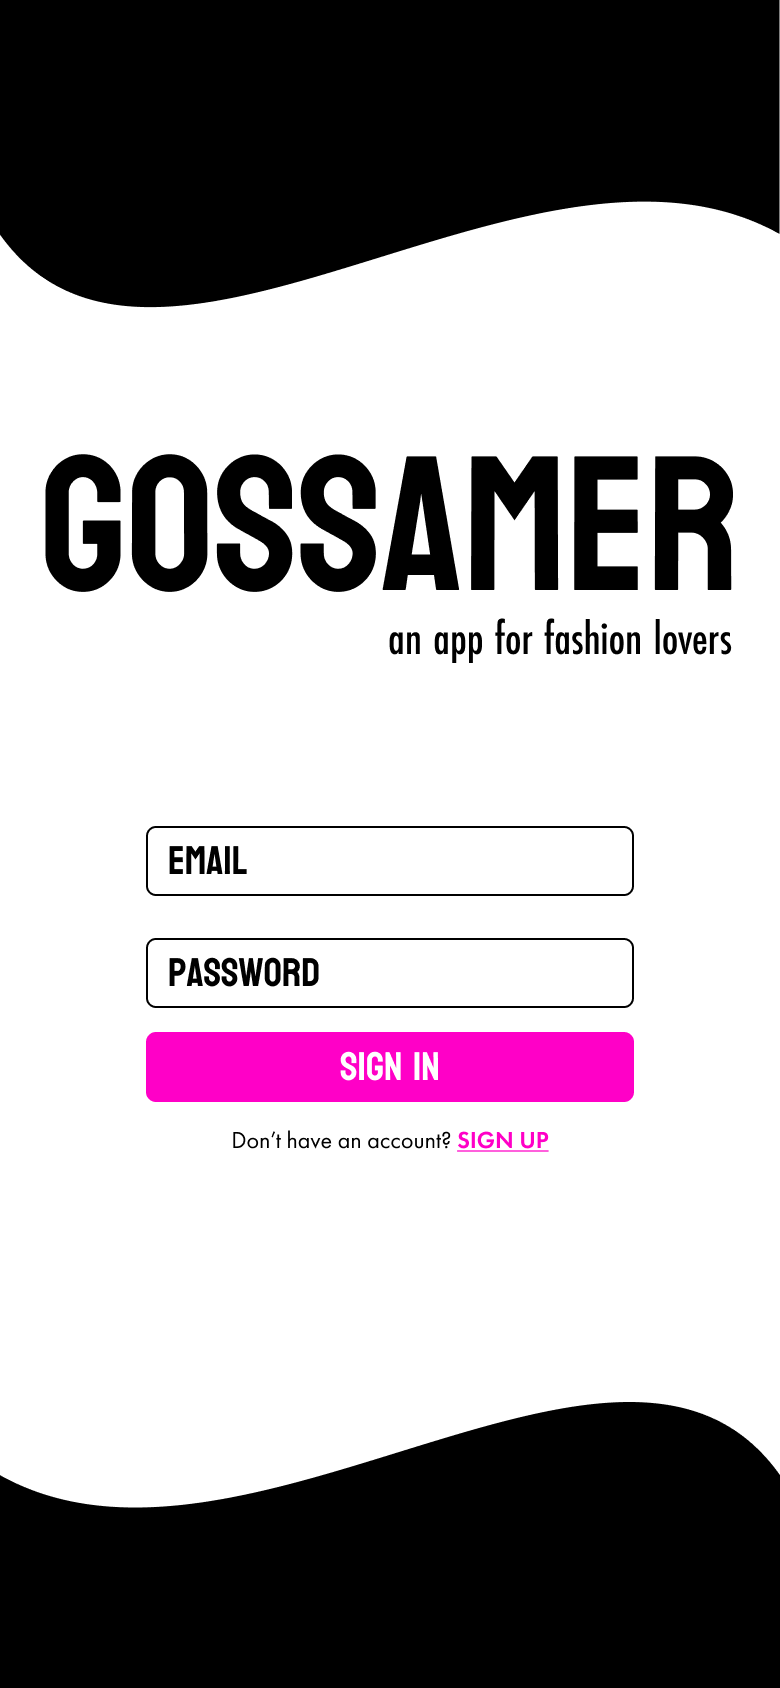 GOSSAMER
an app for fashion lovers
EMAIL
PASSWORD
SIGN IN
Don’t have an account? SIGN UP